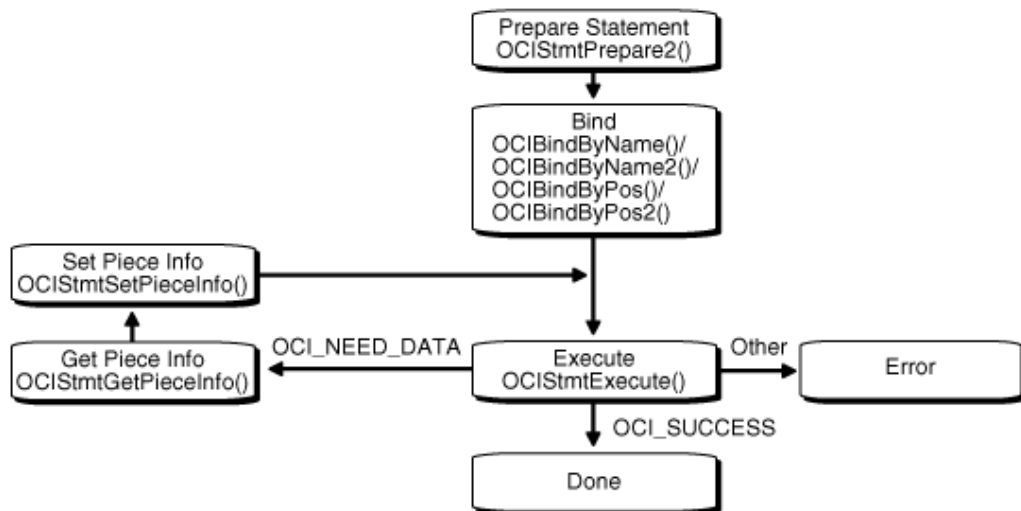 Prepare Statement
OCIStmtPrepare2()
Bind
OCIBindByName()/
OCIBindByName2()/
OCIBindByPos()/
OCIBindByPos2()
Set Piece Info
OCIStmtSetPieceInfo()
Get Piece Info
OCIStmtGetPieceInfo()
OCI_NEED_DATA
Execute
OCIStmtExecute()
Other
Error
OCI_SUCCESS
Done